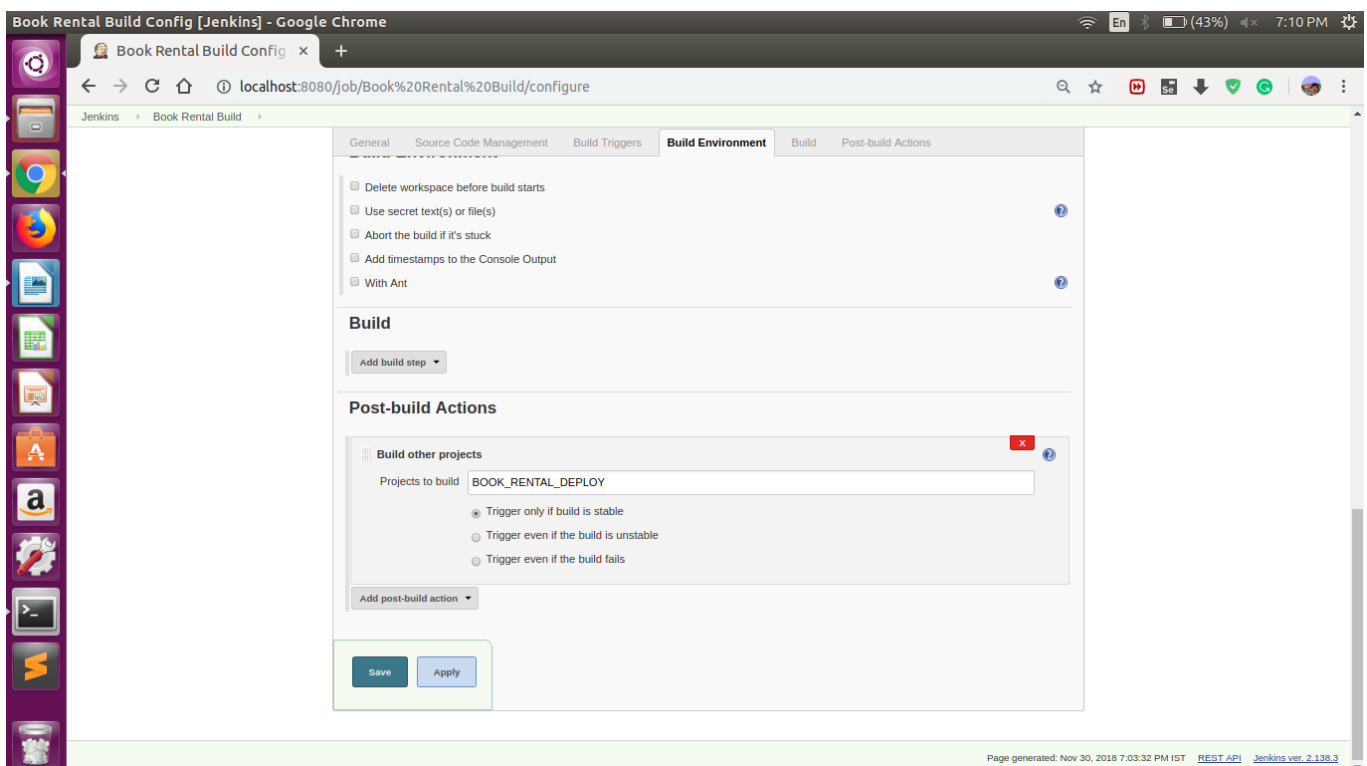 Book Rental Build Config [Jenkins] - Google Chrome
En (43%) 7:10 PM
Book Rental Build Config × +
localhost:8080/job/Book%20Rental%20Build/configure
Jenkins Book Rental Build
General Source Code Management Build Triggers Build Environment Build Post-build Actions
Build Environment
Delete workspace before build starts
Use secret text(s) or file(s)
Abort the build if it's stuck
Add timestamps to the Console Output
With Ant
Build
Add build step
Post-build Actions
X
Build other projects
Projects to build BOOK_RENTAL_DEPLOY
Trigger only if build is stable
Trigger even if the build is unstable
Trigger even if the build fails
Add post-build action
Save Apply
Page generated: Nov 30, 2018 7:03:32 PM IST REST API Jenkins ver. 2.138.3